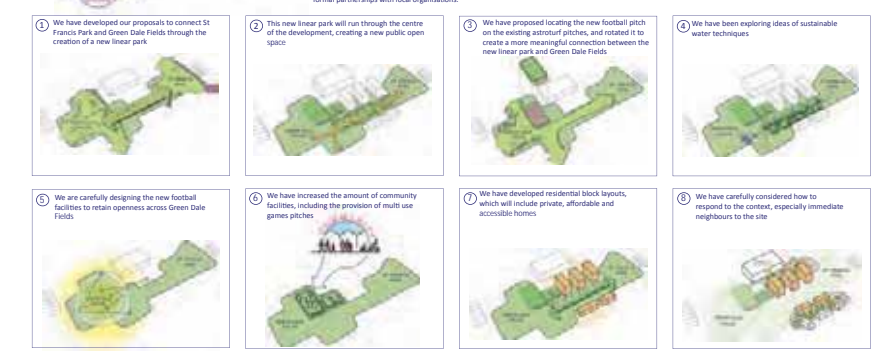 formal partnerships with local organisations.
1 We have developed our proposals to connect St
Francis Park and Green Dale Fields through the
creation of a new linear park
2 This new linear park will run through the centre
of the development, creating a new public open
space
3 We have proposed locating the new football pitch
on the existing astroturf pitches, and rotated it to
create a more meaningful connection between the
new linear park and Green Dale Fields
4 We have been exploring ideas of sustainable
water techniques
5 We are carefully designing the new football
facilities to retain openness across Green Dale
Fields
6 We have increased the amount of community
facilities, including the provision of multi use
games pitches
7 We have developed residential block layouts,
which will include private, affordable and
accessible homes
8 We have carefully considered how to
respond to the context, especially immediate
neighbours to the site